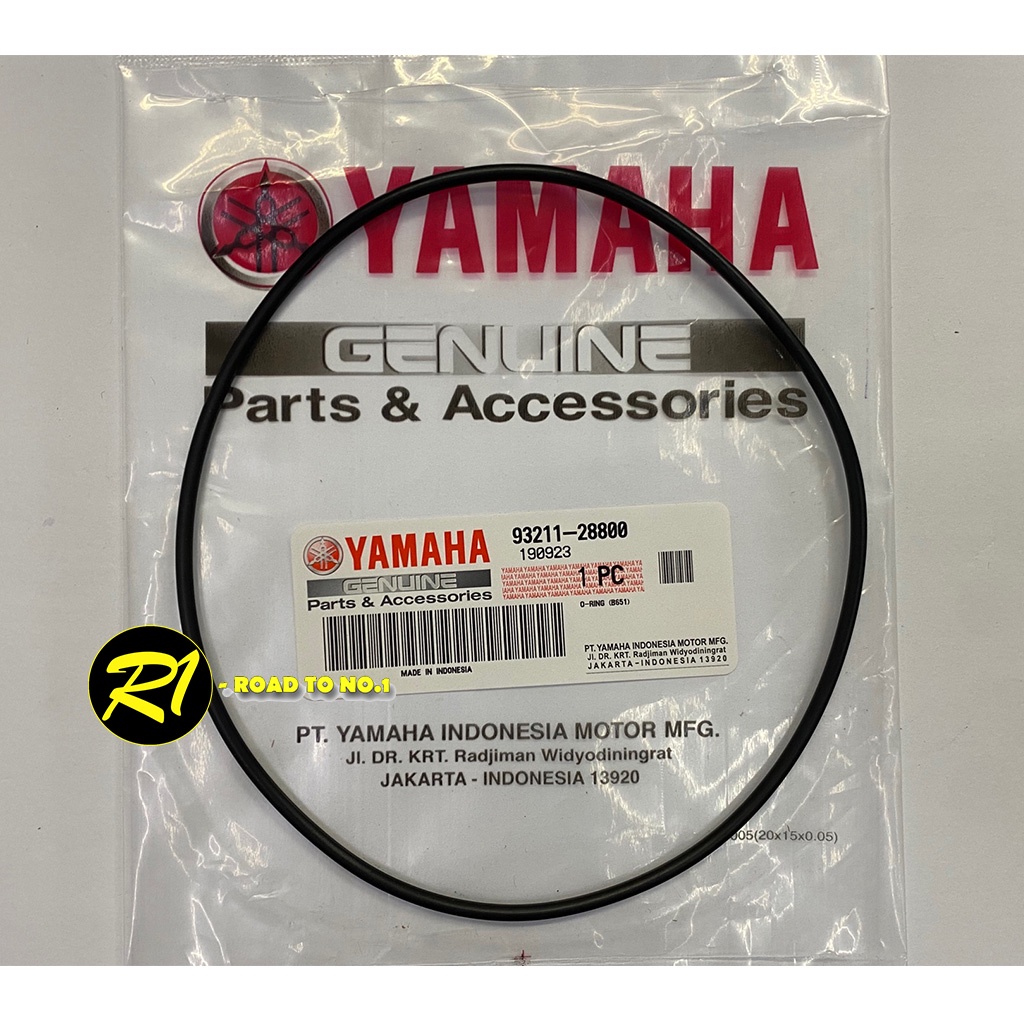 YAMAHA
GENUINE
Parts & Accessories
YAMAHA
93211-28800
190923
GENUINE
1 PC
Parts & Accessories
O-RING (B651)
MADE IN INDONESIA
PT. YAMAHA INDONESIA MOTOR MFG.
Jl. DR. KRT. Radjiman Widyodiningrat
JAKARTA-INDONESIA 13920
R1
- ROAD TO NO.1
PT. YAMAHA INDONESIA MOTOR MFG.
Jl. DR. KRT. Radjiman Widyodiningrat
JAKARTA - INDONESIA 13920
005(20x15x0.05)